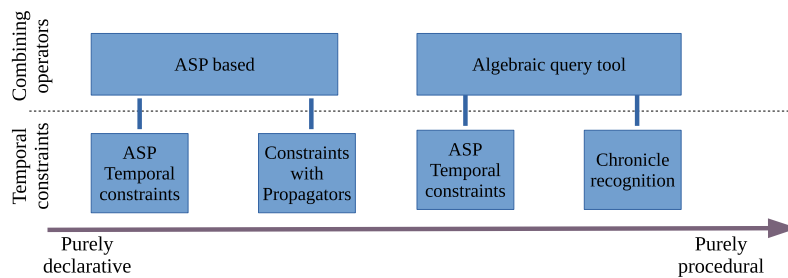 Combining
operators
ASP based
Algebraic query tool
Temporal
constraints
ASP
Temporal
constraints
Constraints
with
Propagators
ASP
Temporal
constraints
Chronicle
recognition
Purely
declarative
Purely
procedural